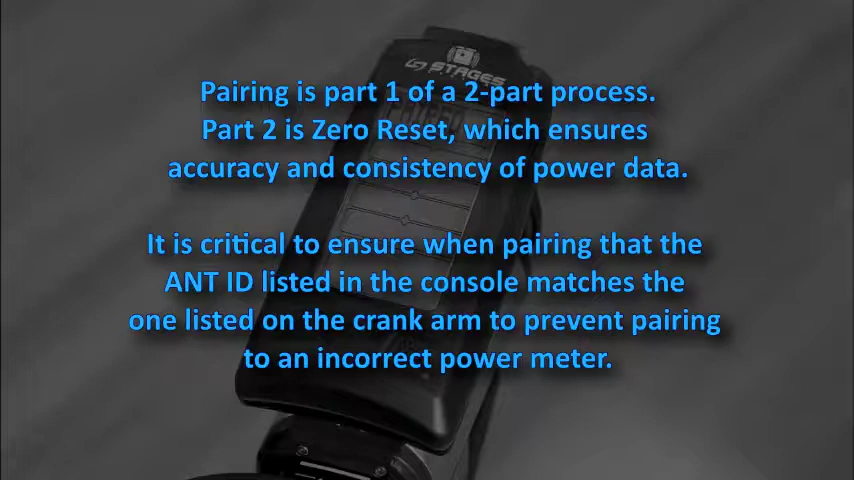 STAGES
Pairing is part 1 of a 2-part process.
Part 2 is Zero Reset, which ensures
accuracy and consistency of power data.
It is critical to ensure when pairing that the
ANT ID listed in the console matches the
one listed on the crank arm to prevent pairing
to an incorrect power meter.